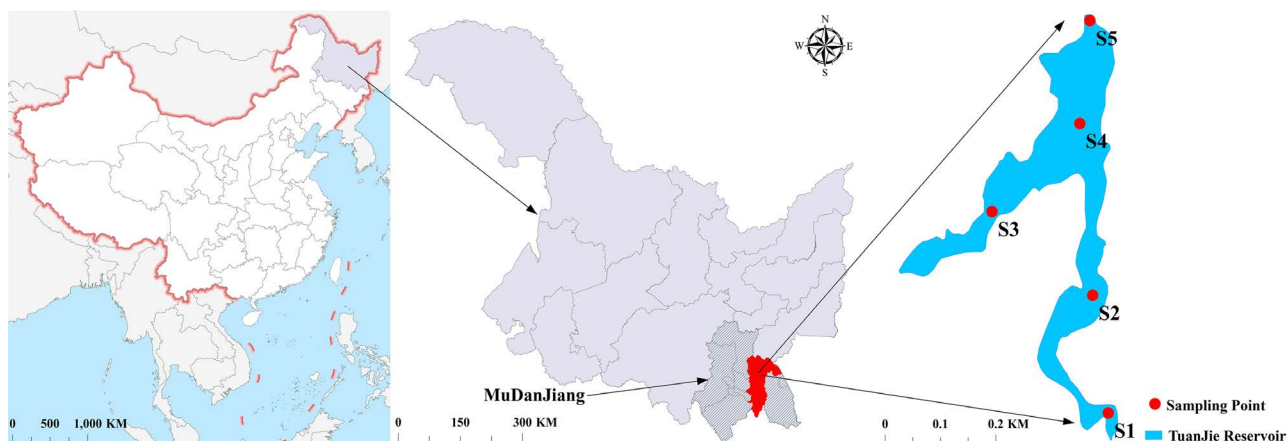 N
W E
S
S5
S4
S3
S2
S1
MuDanJiang
0 500 1,000 KM
0 150 300 KM
0 0.1 0.2 KM
Sampling Point
TuanJie Reservoir